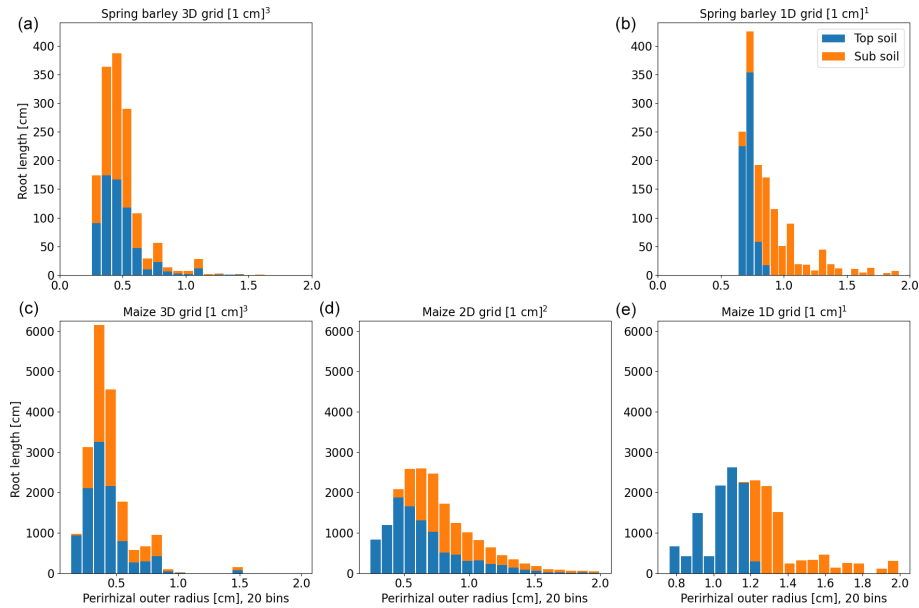 (a)
Spring barley 3D grid [1 cm]³
Root length [cm]
400
350
300
250
200
150
100
50
0
0.0 0.5 1.0 1.5 2.0
(b)
Spring barley 1D grid [1 cm]¹
Top soil
Sub soil
400
350
300
250
200
150
100
50
0
0.0 0.5 1.0 1.5 2.0
(c)
Maize 3D grid [1 cm]³
Root length [cm]
6000
5000
4000
3000
2000
1000
0
0.5 1.0 1.5 2.0
Perirhizal outer radius [cm], 20 bins
(d)
Maize 2D grid [1 cm]²
6000
5000
4000
3000
2000
1000
0
0.5 1.0 1.5 2.0
Perirhizal outer radius [cm], 20 bins
(e)
Maize 1D grid [1 cm]¹
6000
5000
4000
3000
2000
1000
0
0.8 1.0 1.2 1.4 1.6 1.8 2.0
Perirhizal outer radius [cm], 20 bins